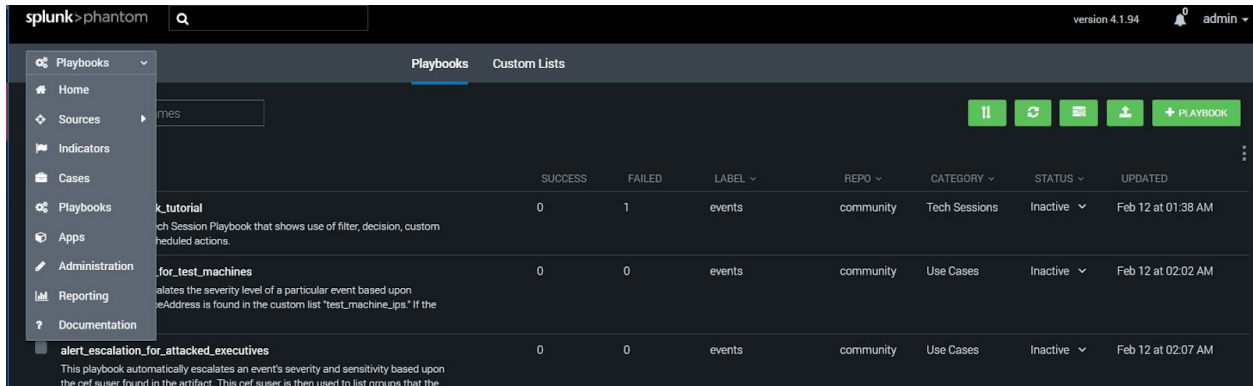 splunk>phantom
version 4.1.94
0
admin
Playbooks
Playbooks
Custom Lists
Home
Sources
mes
+ PLAYBOOK
Indicators
Cases
SUCCESS
FAILED
LABEL
REPO
CATEGORY
STATUS
UPDATED
Playbooks
k_tutorial
0
1
events
community
Tech Sessions
Inactive
Feb 12 at 01:38 AM
ech Session Playbook that shows use of filter, decision, custom
heduled actions.
Apps
Administration
_for_test_machines
0
0
events
community
Use Cases
Inactive
Feb 12 at 02:02 AM
alates the severity level of a particular event based upon
ceAddress is found in the custom list "test_machine_ips." If the
Reporting
? Documentation
alert_escalation_for_attacked_executives
0
0
events
community
Use Cases
Inactive
Feb 12 at 02:07 AM
This playbook automatically escalates an event's severity and sensitivity based upon
the cef suser found in the artifact. This cef suser is then used to list groups that the